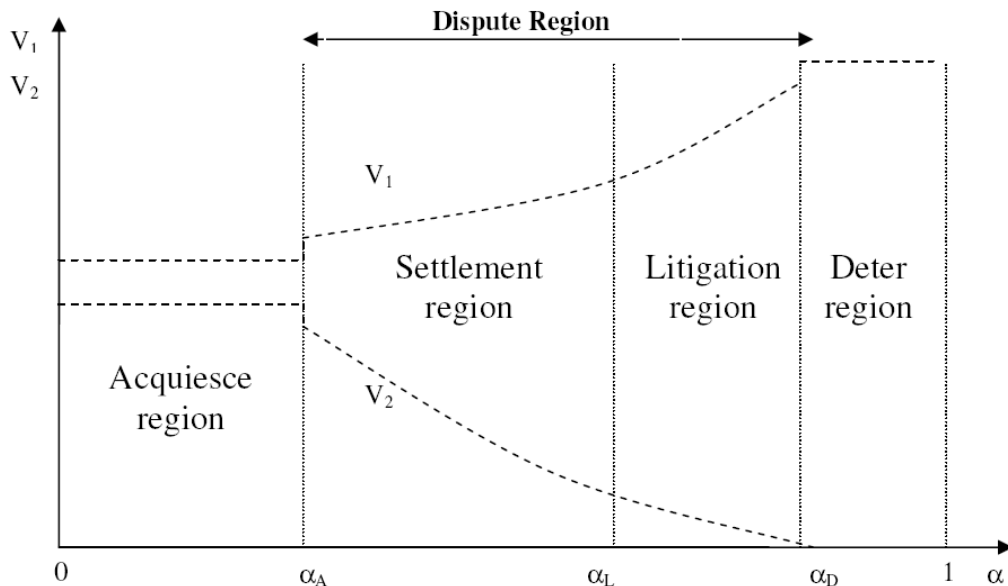 Dispute Region
V₁
V₂
V₁
Settlement
region
Litigation
region
Deter
region
Acquiesce
region
V₂
0
α_A
α_L
α_D
1
α